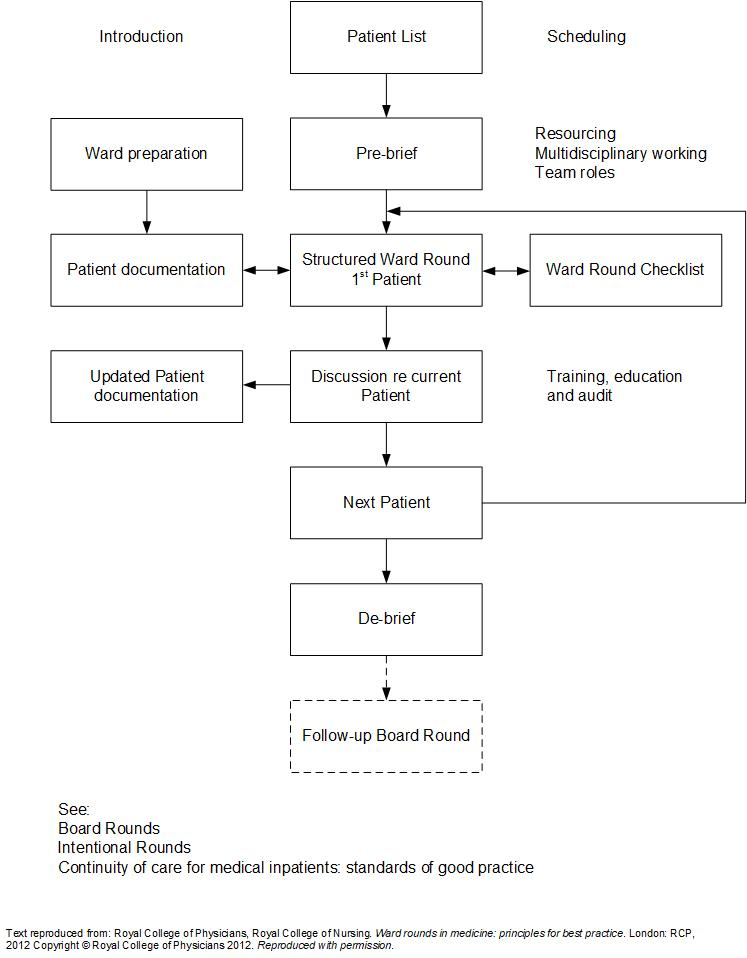 Introduction
Patient List
Scheduling
Ward preparation
Pre-brief
Resourcing
Multidisciplinary working
Team roles
Patient documentation
Structured Ward Round
1st Patient
Ward Round Checklist
Updated Patient
documentation
Discussion re current
Patient
Training, education
and audit
Next Patient
De-brief
Follow-up Board Round
See:
Board Rounds
Intentional Rounds
Continuity of care for medical inpatients: standards of good practice
Text reproduced from: Royal College of Physicians, Royal College of Nursing. Ward rounds in medicine: principles for best practice. London: RCP,
2012 Copyright © Royal College of Physicians 2012. Reproduced with permission.